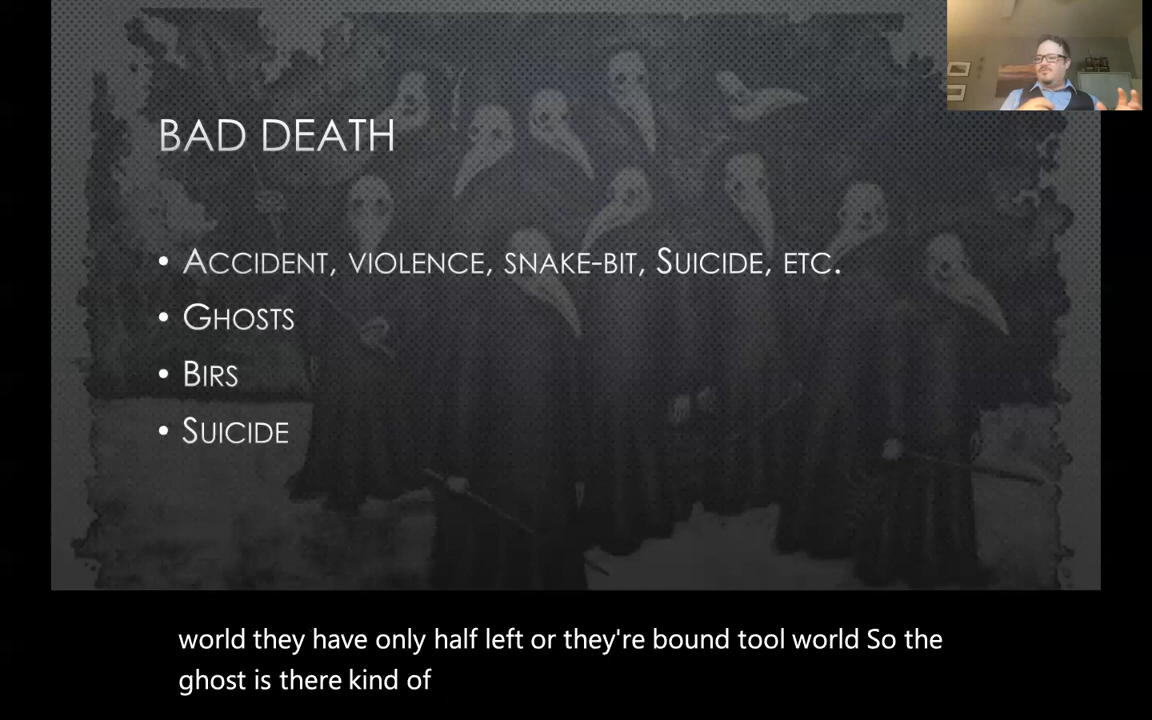 BAD DEATH
• ACCIDENT, VIOLENCE, SNAKE-BIT, SUICIDE, ETC.
• GHOSTS
• BIRS
• SUICIDE
world they have only half left or they're bound tool world So the
ghost is there kind of